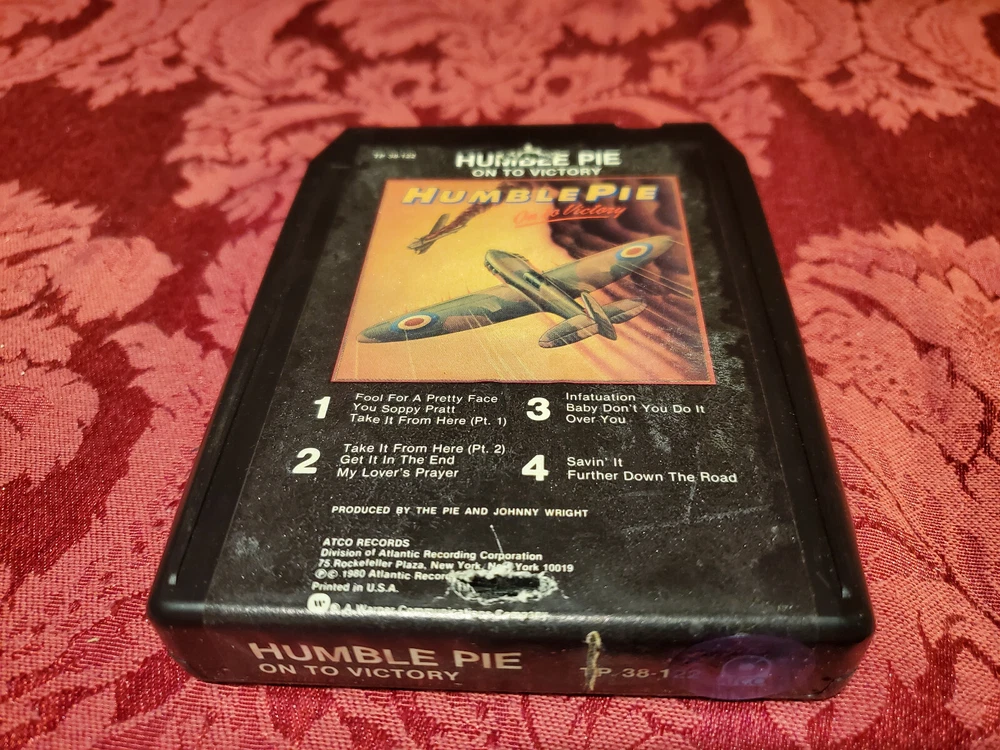 TP 38-122
HUMBLE PIE
ON TO VICTORY
HUMBLE PIE
On to Victory
1
Fool For A Pretty Face
You Soppy Pratt
Take It From Here (Pt. 1)
2
Take It From Here (Pt. 2)
Get It In The End
My Lover's Prayer
3
Infatuation
Baby Don't You Do It
Over You
4
Savin' It
Further Down The Road
PRODUCED BY THE PIE AND JOHNNY WRIGHT
ATCO RECORDS
Division of Atlantic Recording Corporation
75 Rockefeller Plaza, New York, New York 10019
℗© 1980 Atlantic
Printed in U.S.A.
A Warner Communications
HUMBLE PIE
ON TO VICTORY
TP 38-122